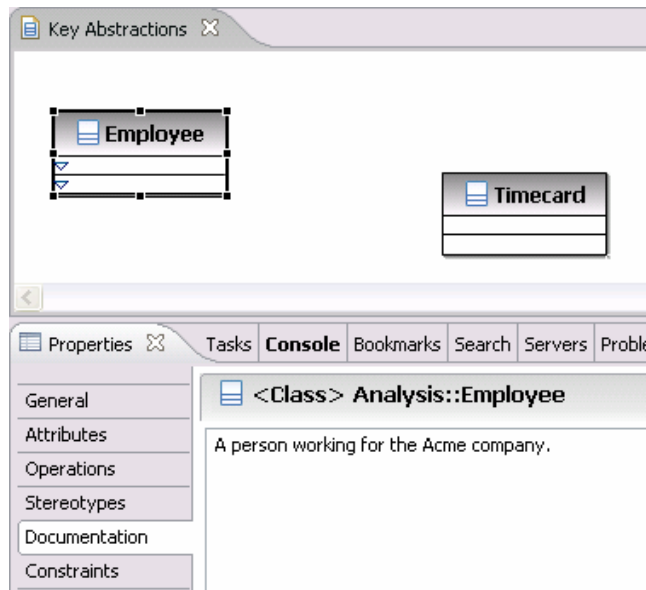 Key Abstractions
Employee
Timecard
Properties Tasks Console Bookmarks Search Servers
General
Attributes
Operations
Stereotypes
Documentation
Constraints
<Class> Analysis::Employee
A person working for the Acme company.